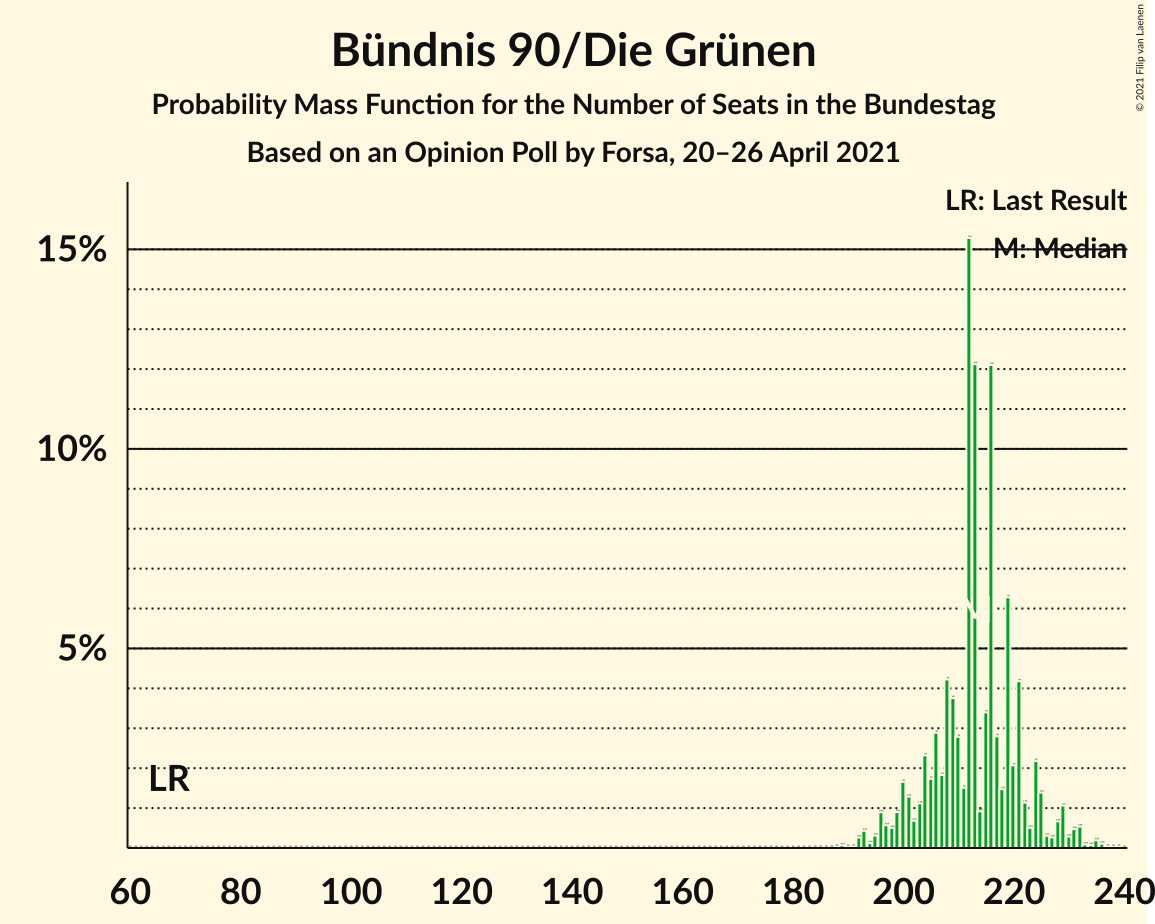 Bündnis 90/Die Grünen
Probability Mass Function for the Number of Seats in the Bundestag
Based on an Opinion Poll by Forsa, 20–26 April 2021
© 2021 Filip van Laenen
LR: Last Result
M: Median
15%
10%
5%
LR
60 80 100 120 140 160 180 200 220 240